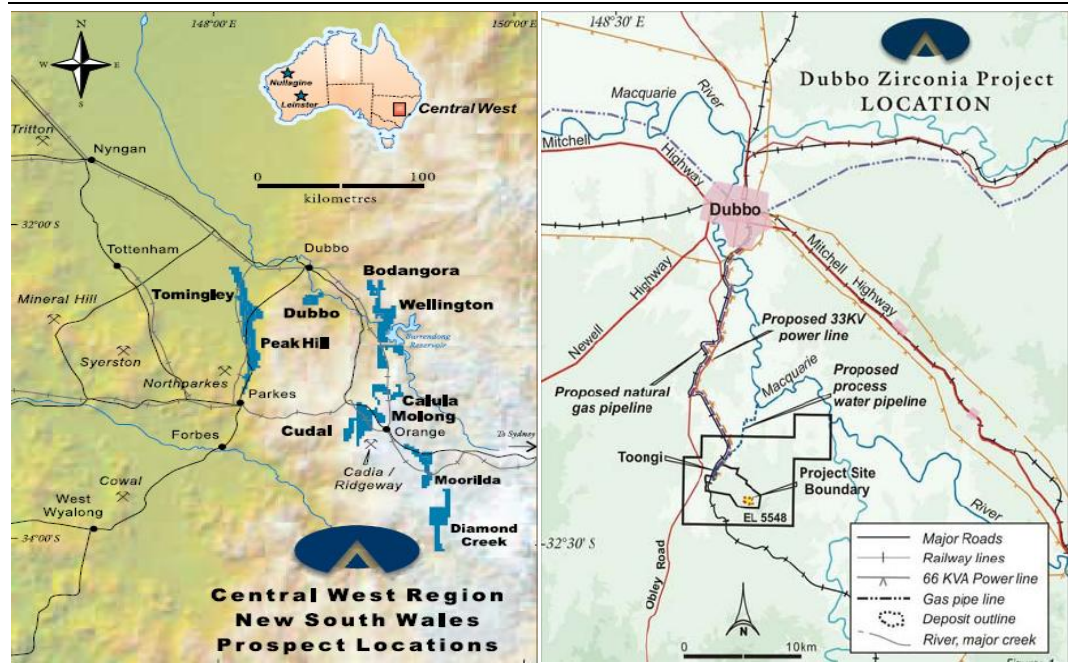 148°00' E
150°00' E
N
W
E
S
Nullagine
Leinster
Central West
Tritton
Nyngan
0
100
kilometres
32°00' S
Tottenham
Dubbo
Bodangora
Tomingley
Dubbo
Wellington
Mineral Hill
Burrendong
Reservoir
Peak Hill
Syerston
Northparkes
Parkes
Calula
Molong
Cudal
Orange
To Sydney
Forbes
Cadia /
Ridgeway
Moorilda
Cowal
West
Wyalong
Diamond
Creek
34°00' S
Central West Region
New South Wales
Prospect Locations
148°30' E
Dubbo Zirconia Project
LOCATION
Macquarie
River
Mitchell
Highway
Dubbo
Mitchell
Highway
Highway
Newell
Proposed 33KV
power line
Proposed natural
gas pipeline
Macquarie
Proposed
process
water pipeline
Toongi
Project Site
Boundary
EL 5548
River
32°30' S
Obley Road
N
0
10km
Major Roads
Railway lines
66 KVA Power line
Gas pipe line
Deposit outline
River, major creek